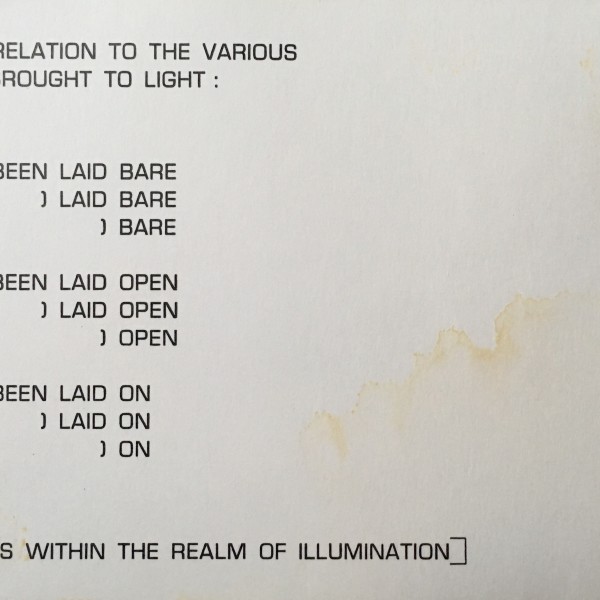 RELATION TO THE VARIOUS
BROUGHT TO LIGHT :
BEEN LAID BARE
) LAID BARE
) BARE
BEEN LAID OPEN
) LAID OPEN
) OPEN
BEEN LAID ON
) LAID ON
) ON
S WITHIN THE REALM OF ILLUMINATION]